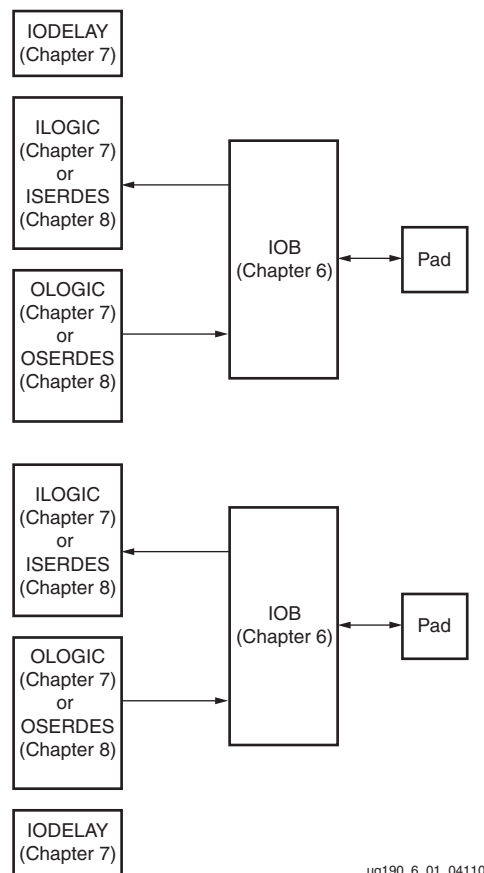 IODELAY
(Chapter 7)
ILOGIC
(Chapter 7)
or
ISERDES
(Chapter 8)
IOB
(Chapter 6)
Pad
OLOGIC
(Chapter 7)
or
OSERDES
(Chapter 8)
ILOGIC
(Chapter 7)
or
ISERDES
(Chapter 8)
IOB
(Chapter 6)
Pad
OLOGIC
(Chapter 7)
or
OSERDES
(Chapter 8)
IODELAY
(Chapter 7)
ug190_6_01_04110